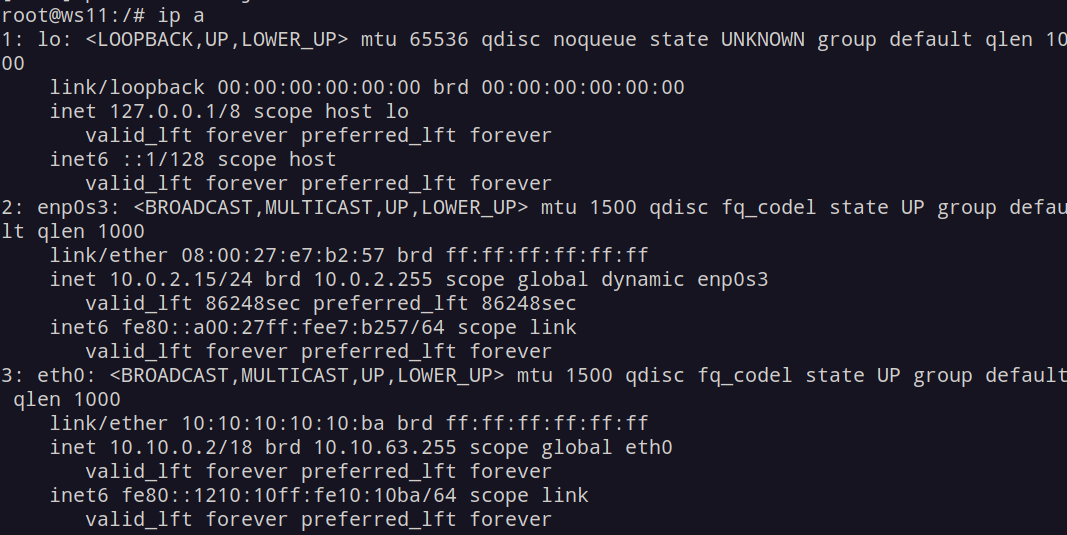 root@ws11:/# ip a
1: lo: <LOOPBACK,UP,LOWER_UP> mtu 65536 qdisc noqueue state UNKNOWN group default qlen 10
00
    link/loopback 00:00:00:00:00:00 brd 00:00:00:00:00:00
    inet 127.0.0.1/8 scope host lo
       valid_lft forever preferred_lft forever
    inet6 ::1/128 scope host
       valid_lft forever preferred_lft forever
2: enp0s3: <BROADCAST,MULTICAST,UP,LOWER_UP> mtu 1500 qdisc fq_codel state UP group defau
lt qlen 1000
    link/ether 08:00:27:e7:b2:57 brd ff:ff:ff:ff:ff:ff
    inet 10.0.2.15/24 brd 10.0.2.255 scope global dynamic enp0s3
       valid_lft 86248sec preferred_lft 86248sec
    inet6 fe80::a00:27ff:fee7:b257/64 scope link
       valid_lft forever preferred_lft forever
3: eth0: <BROADCAST,MULTICAST,UP,LOWER_UP> mtu 1500 qdisc fq_codel state UP group default
 qlen 1000
    link/ether 10:10:10:10:10:ba brd ff:ff:ff:ff:ff:ff
    inet 10.10.0.2/18 brd 10.10.63.255 scope global eth0
       valid_lft forever preferred_lft forever
    inet6 fe80::1210:10ff:fe10:10ba/64 scope link
       valid_lft forever preferred_lft forever